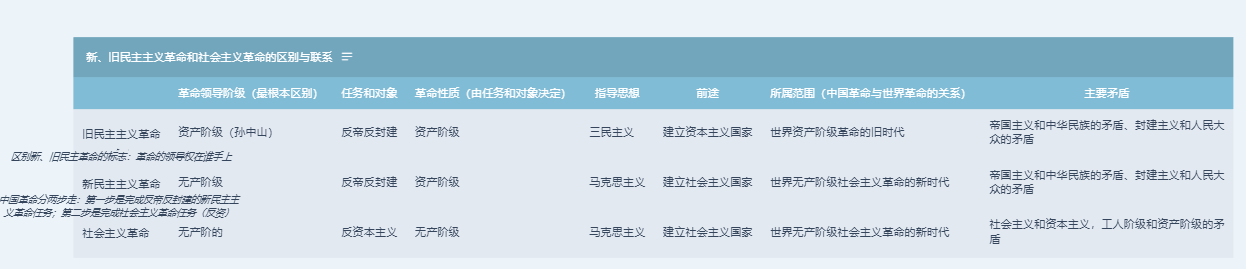 新、旧民主主义革命和社会主义革命的区别与联系
革命领导阶级（最根本区别） 任务和对象 革命性质（由任务和对象决定） 指导思想 前途 所属范围（中国革命与世界革命的关系） 主要矛盾
旧民主主义革命 资产阶级（孙中山） 反帝反封建 资产阶级 三民主义 建立资本主义国家 世界资产阶级革命的旧时代 帝国主义和中华民族的矛盾、封建主义和人民大
众的矛盾
区别新、旧民主革命的标志：革命的领导权在谁手上
新民主主义革命 无产阶级 反帝反封建 资产阶级 马克思主义 建立社会主义国家 世界无产阶级社会主义革命的新时代 帝国主义和中华民族的矛盾、封建主义和人民大
众的矛盾
中国革命分两步走：第一步是完成反帝反封建的新民主主
义革命任务；第二步是完成社会主义革命任务（反资）
社会主义革命 无产阶的 反资本主义 无产阶级 马克思主义 建立社会主义国家 世界无产阶级社会主义革命的新时代 社会主义和资本主义，工人阶级和资产阶级的矛
盾